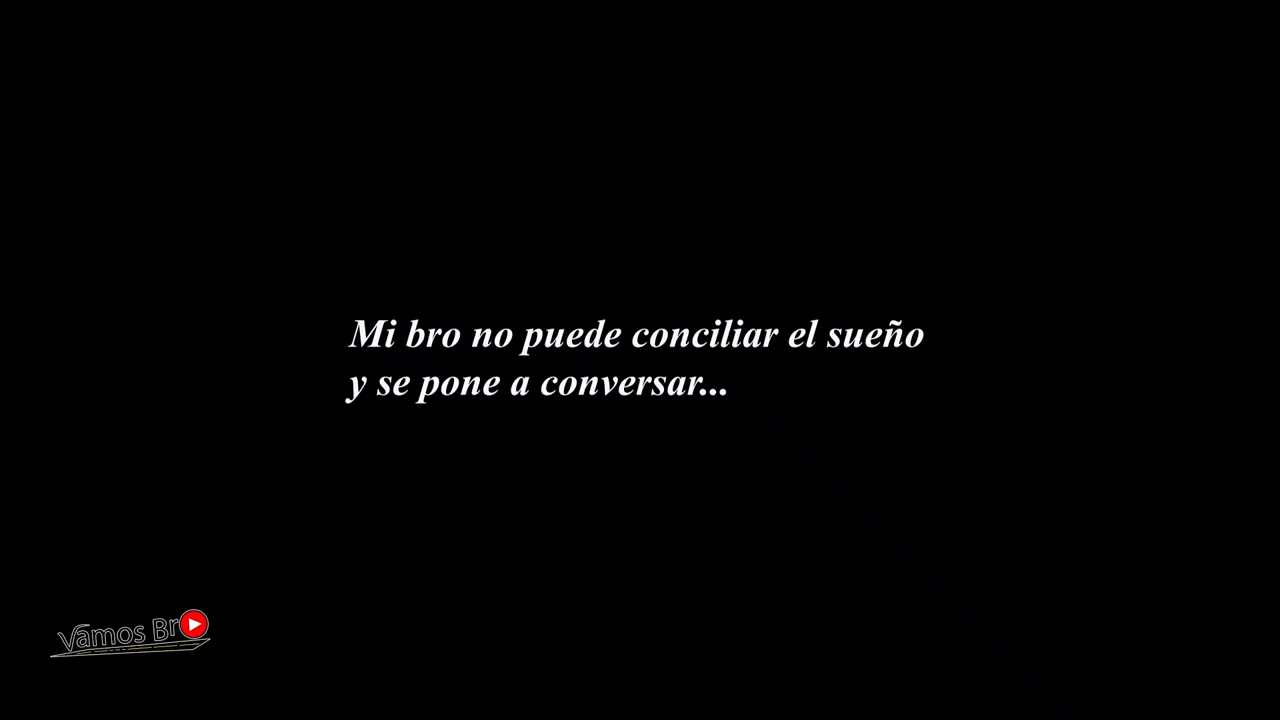 Mi bro no puede conciliar el sueño
y se pone a conversar...
Vamos Bro